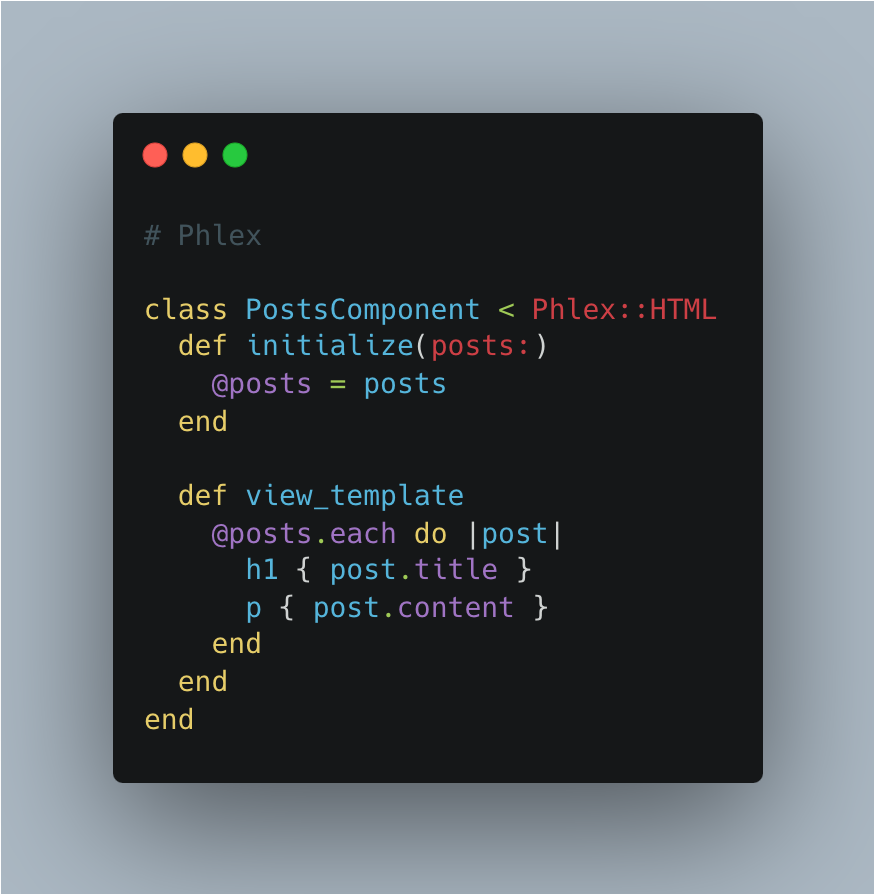 # Phlex

class PostsComponent < Phlex::HTML
  def initialize(posts:)
    @posts = posts
  end

  def view_template
    @posts.each do |post|
      h1 { post.title }
      p { post.content }
    end
  end
end